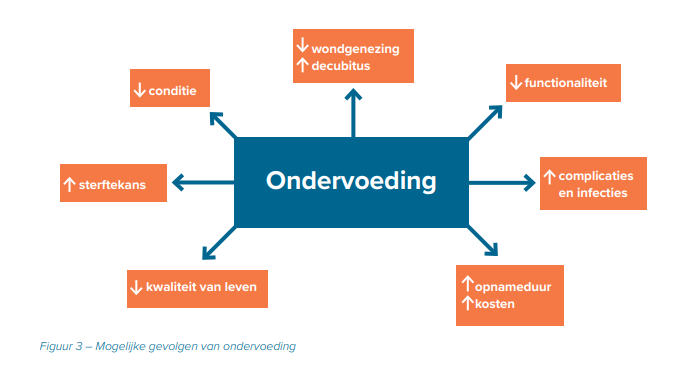 ↓ wondgenezing
↑ decubitus
↓ conditie
↓ functionaliteit
↑ sterftekans
Ondervoeding
↑ complicaties
en infecties
↓ kwaliteit van leven
↑ opnameduur
↑ kosten
Figuur 3 – Mogelijke gevolgen van ondervoeding